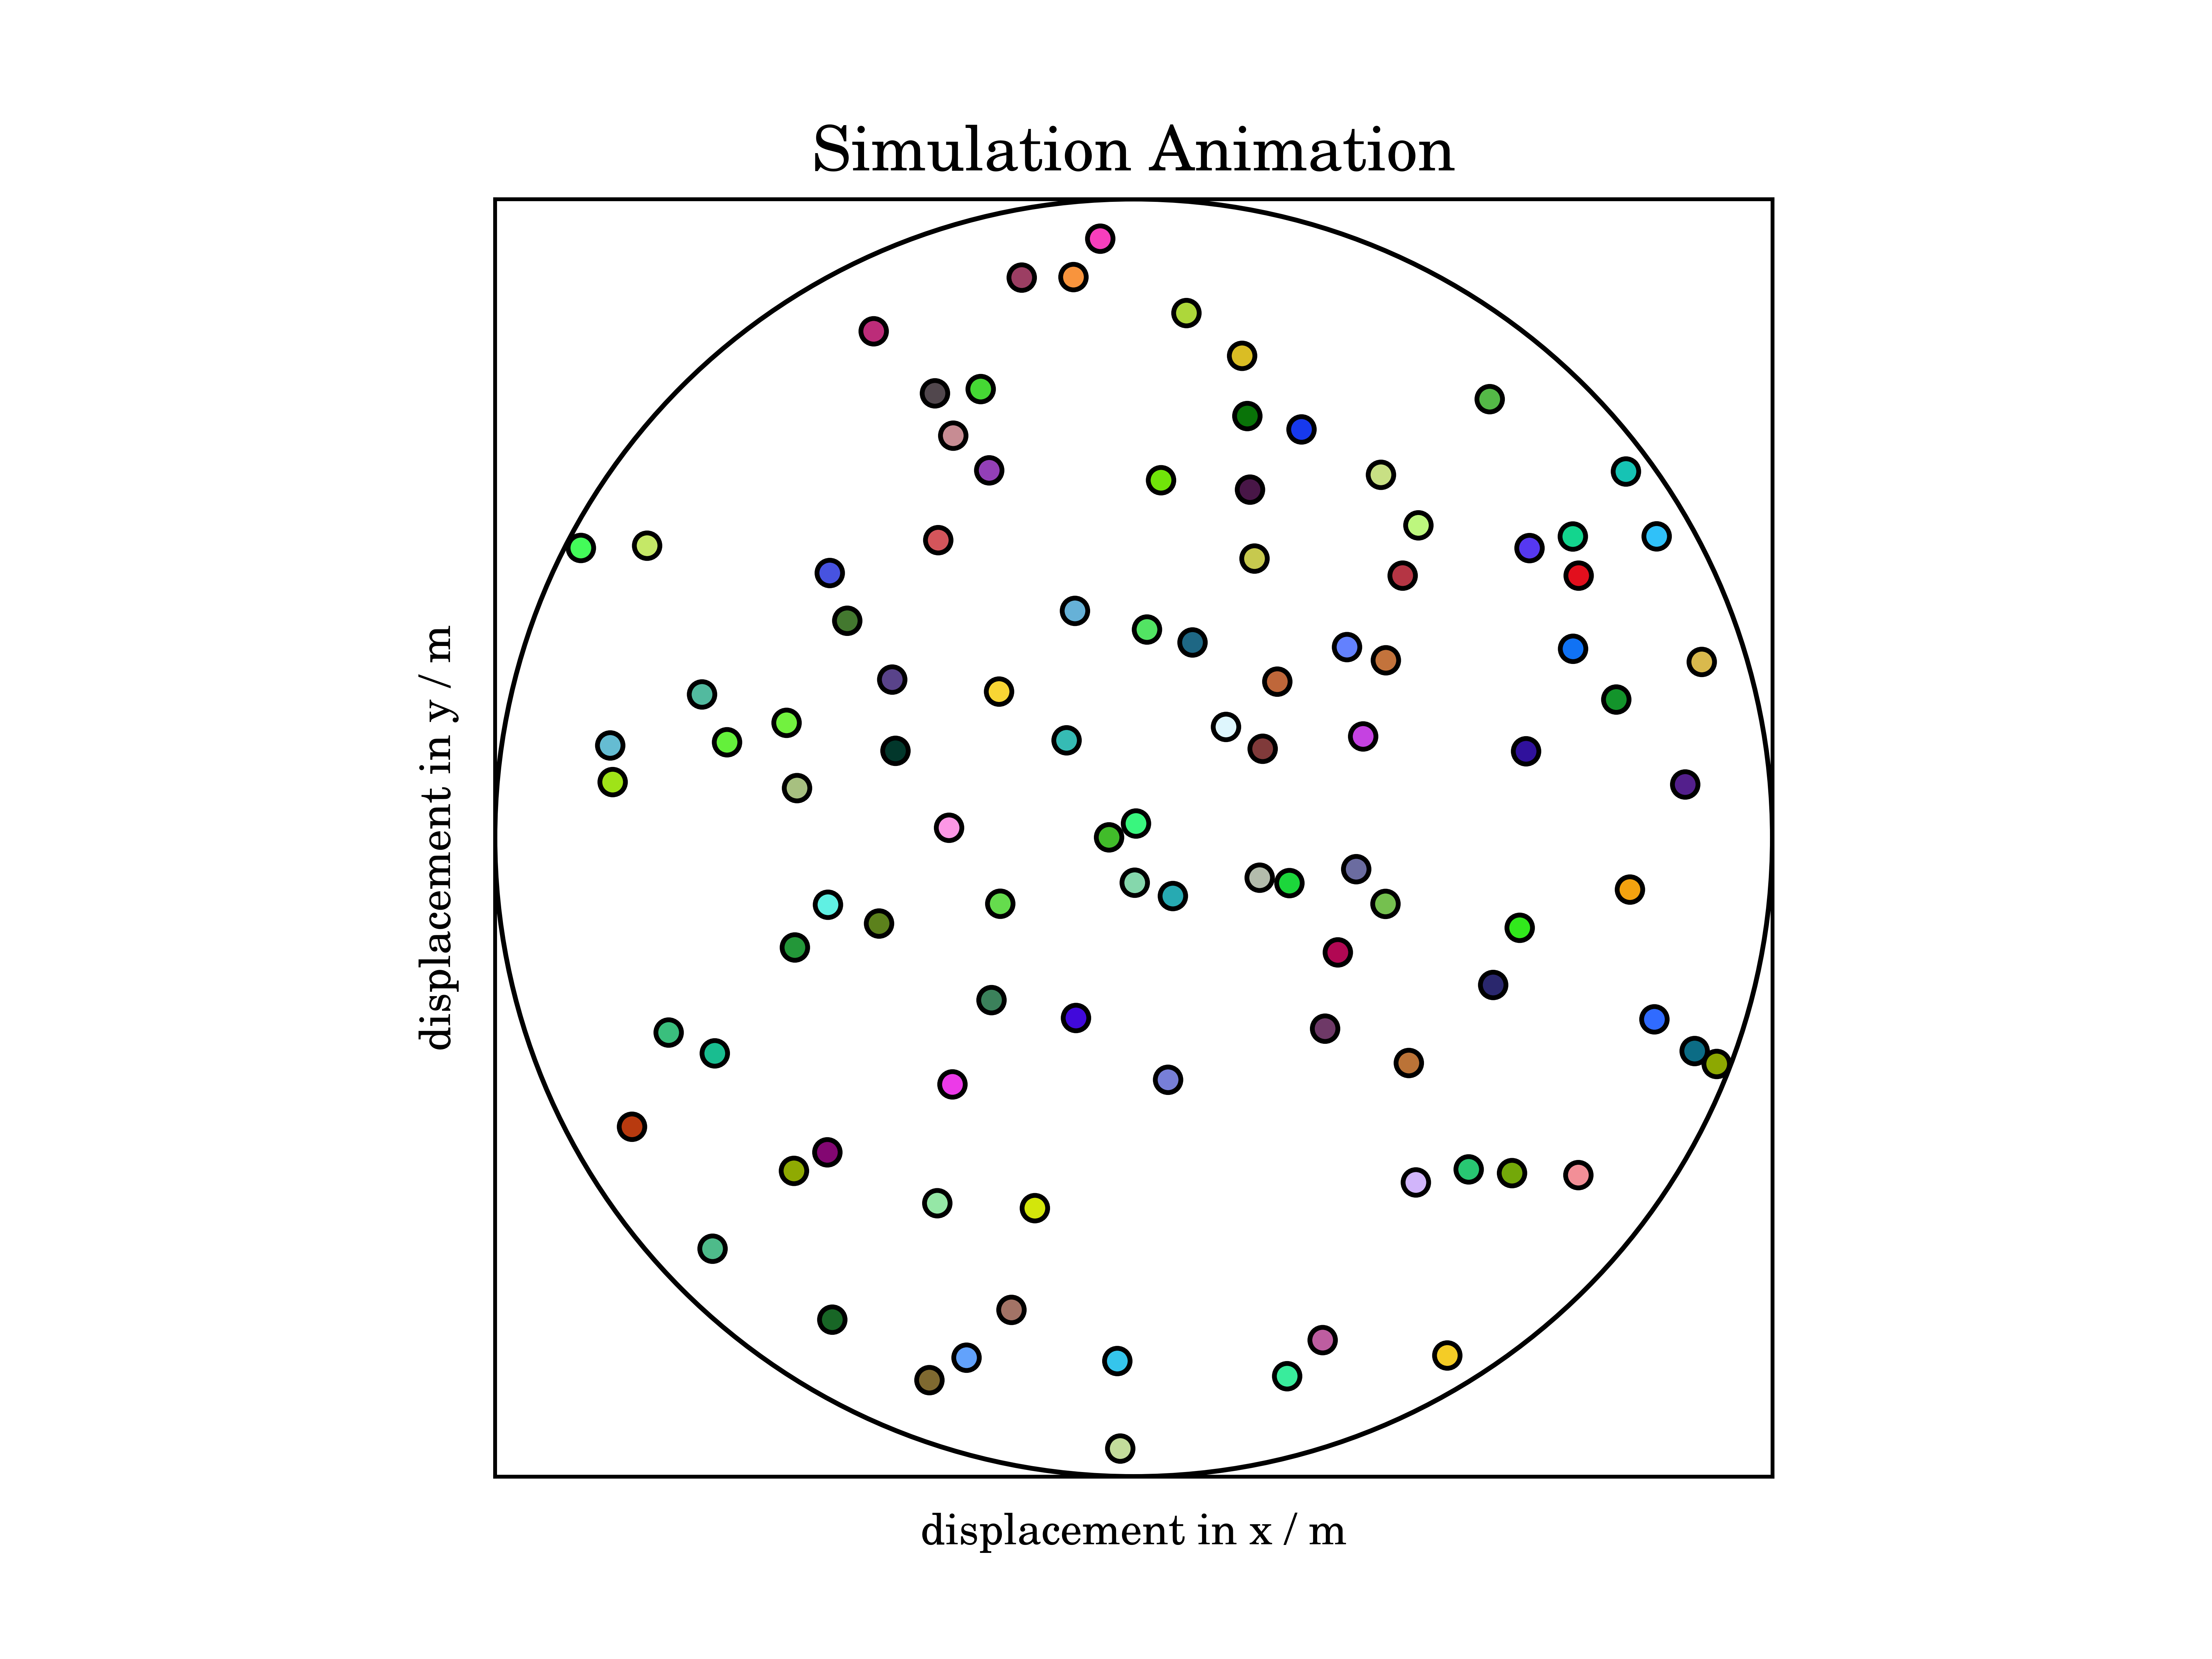 Simulation Animation
displacement in y / m
displacement in x / m